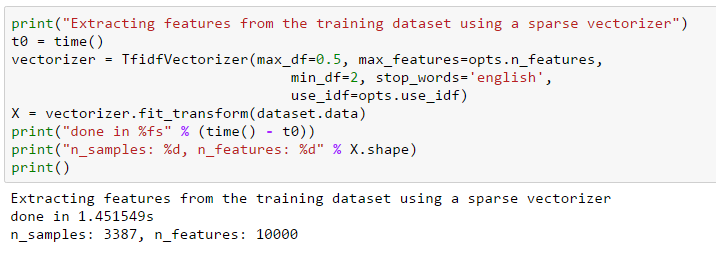 print("Extracting features from the training dataset using a sparse vectorizer")
t0 = time()
vectorizer = TfidfVectorizer(max_df=0.5, max_features=opts.n_features,
                             min_df=2, stop_words='english',
                             use_idf=opts.use_idf)
X = vectorizer.fit_transform(dataset.data)
print("done in %fs" % (time() - t0))
print("n_samples: %d, n_features: %d" % X.shape)
print()
Extracting features from the training dataset using a sparse vectorizer
done in 1.451549s
n_samples: 3387, n_features: 10000